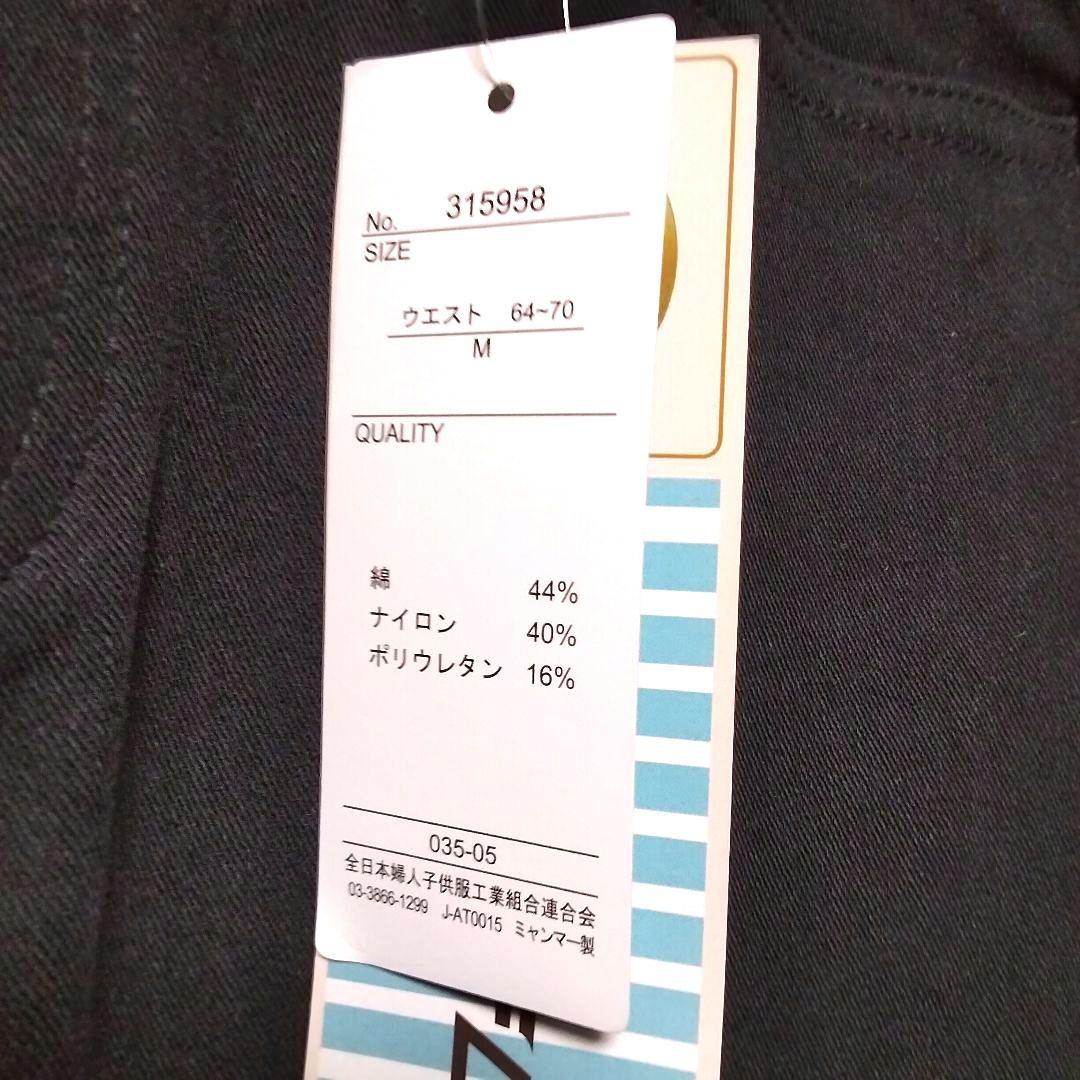 No. 315958
SIZE
ウエスト 64~70
M
QUALITY
綿 44%
ナイロン 40%
ポリウレタン 16%
035-05
全日本婦人子供服工業組合連合会
03-3866-1299 J-AT0015 ミャンマー製